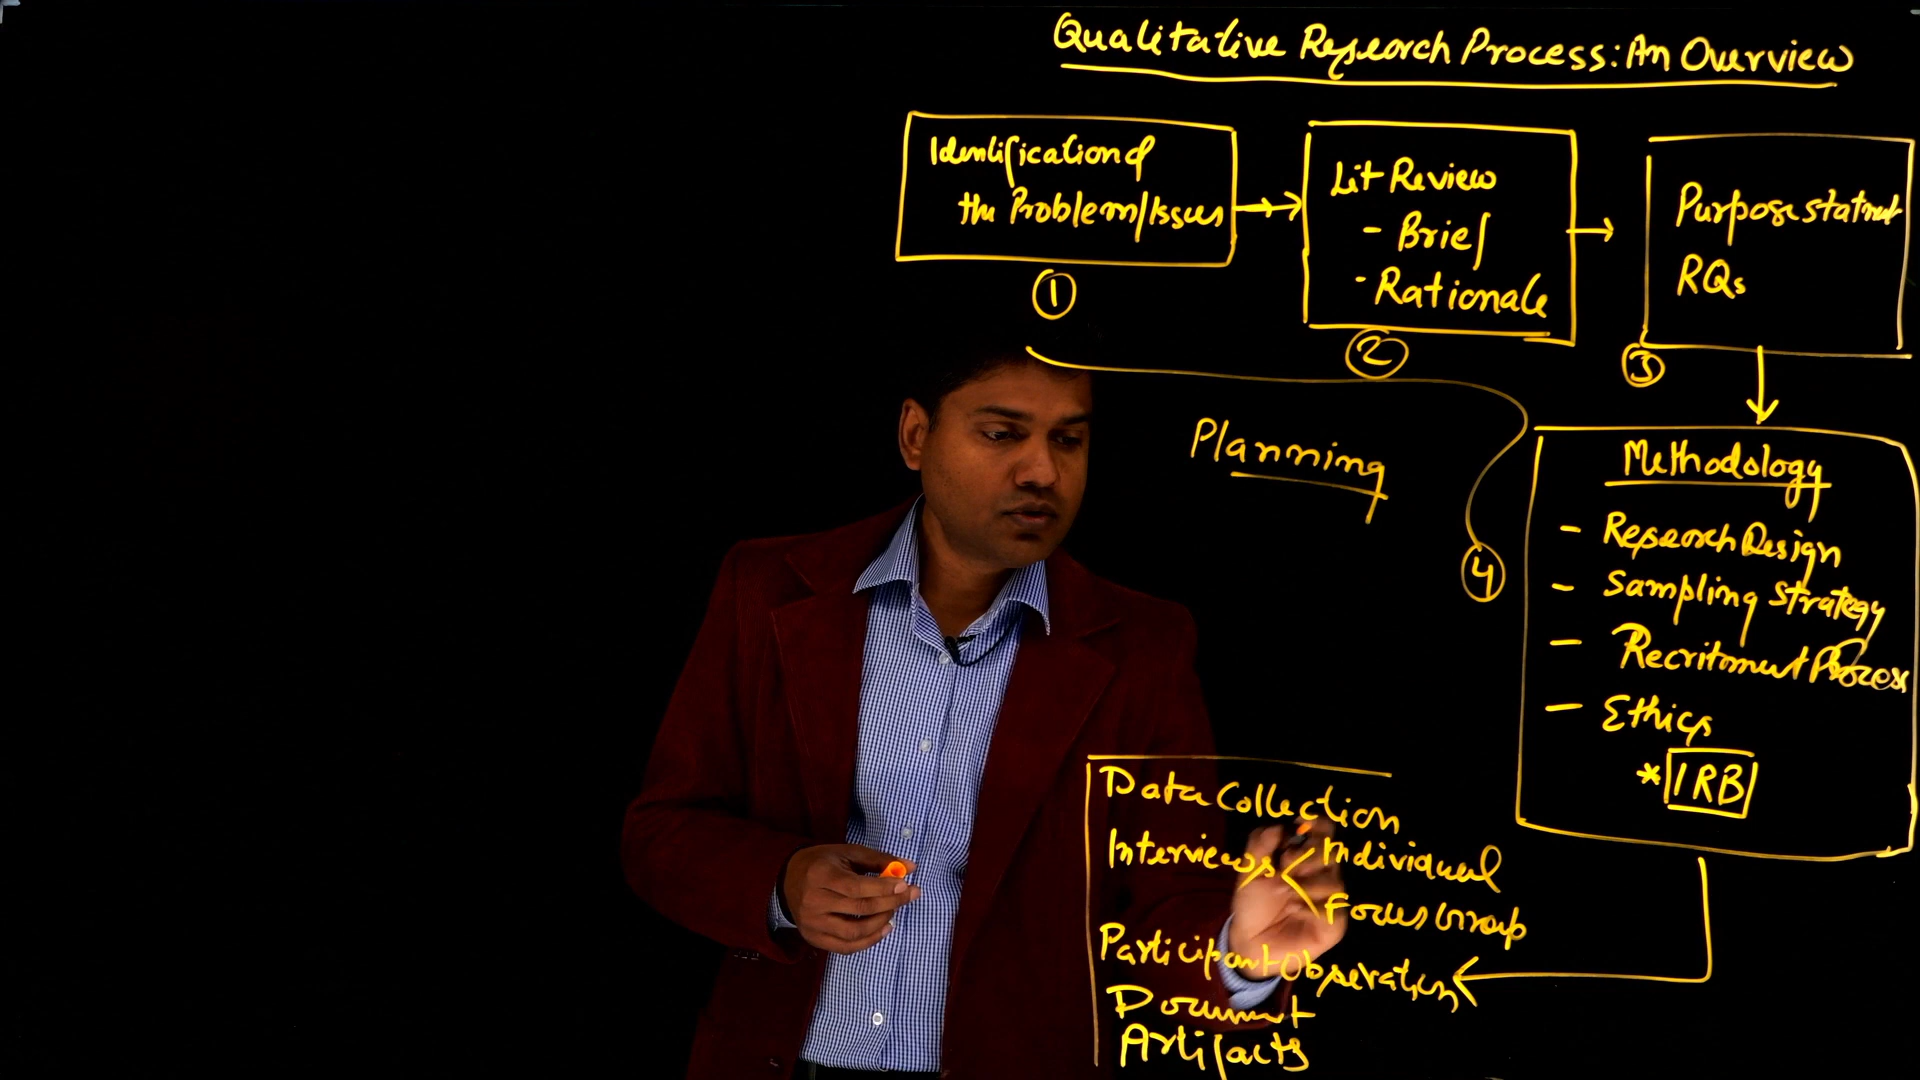 Qualitative Research Process: An Overview
Identification of
the Problem/Issues
1
Lit Review
- Brief
- Rationale
2
Purpose statmnt
RQs
3
Planning
4
Methodology
- Research Design
- Sampling Strategy
- Recritment Process
- Ethics
* IRB
Data Collection
Interviews < Individual
Focus Group
Participant Observation
Document
Artifacts